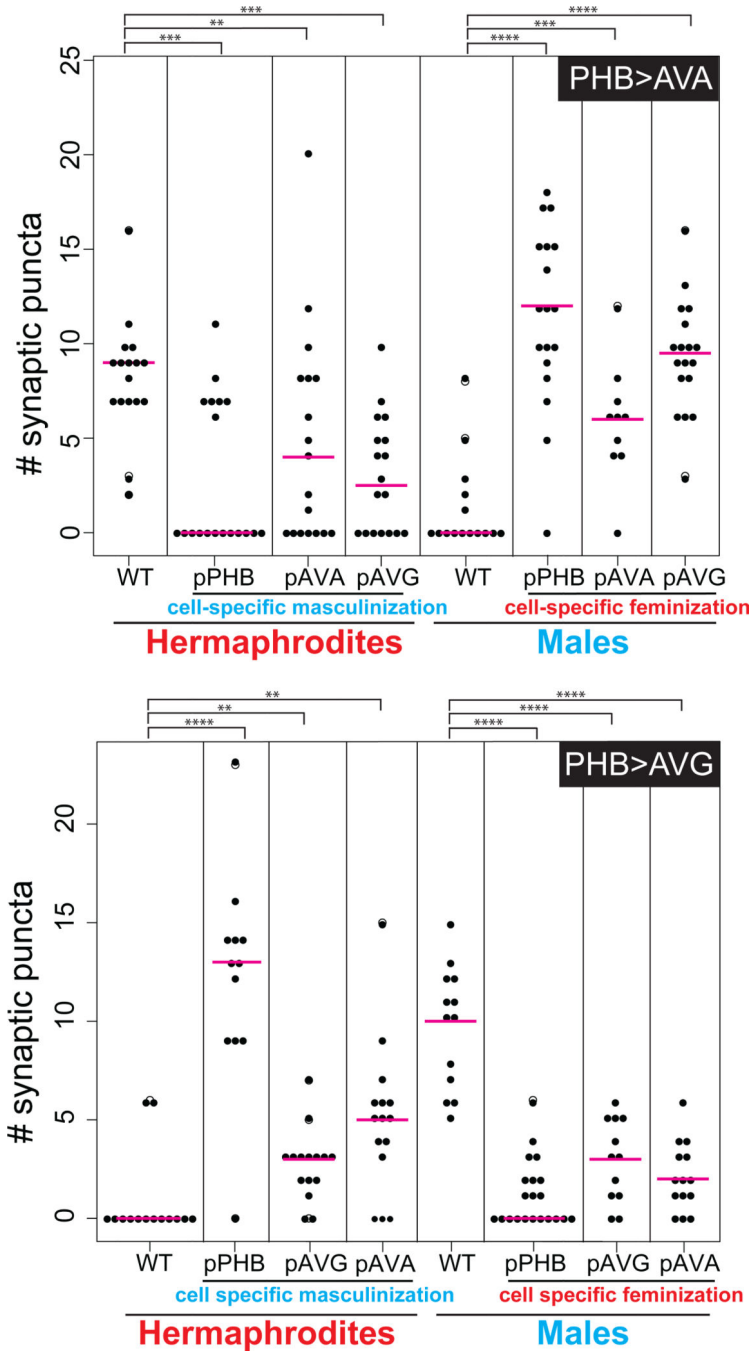 ***
**
***
****
***
****
PHB>AVA
25
20
15
10
5
0
# synaptic puncta
WT pPHB pAVA pAVG WT pPHB pAVA pAVG
cell-specific masculinization cell-specific feminization
Hermaphrodites Males
**
**
****
****
****
****
PHB>AVG
20
15
10
5
0
# synaptic puncta
WT pPHB pAVG pAVA WT pPHB pAVG pAVA
cell specific masculinization cell specific feminization
Hermaphrodites Males